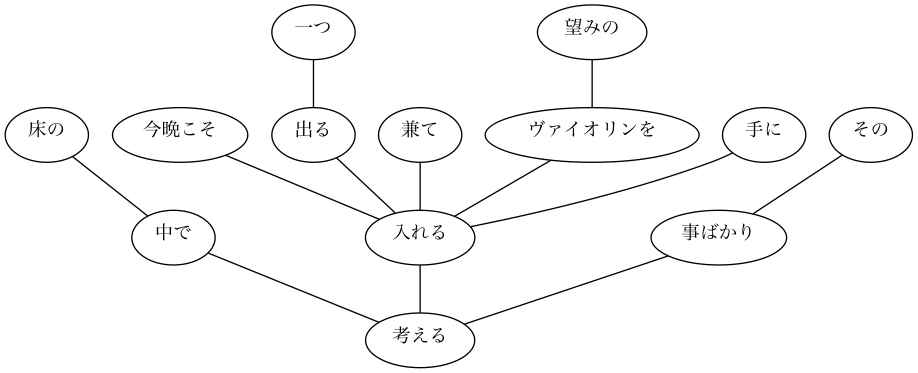 一つ 望みの
床の 今晩こそ 出る 兼て ヴァイオリンを 手に その
中で 入れる 事ばかり
考える